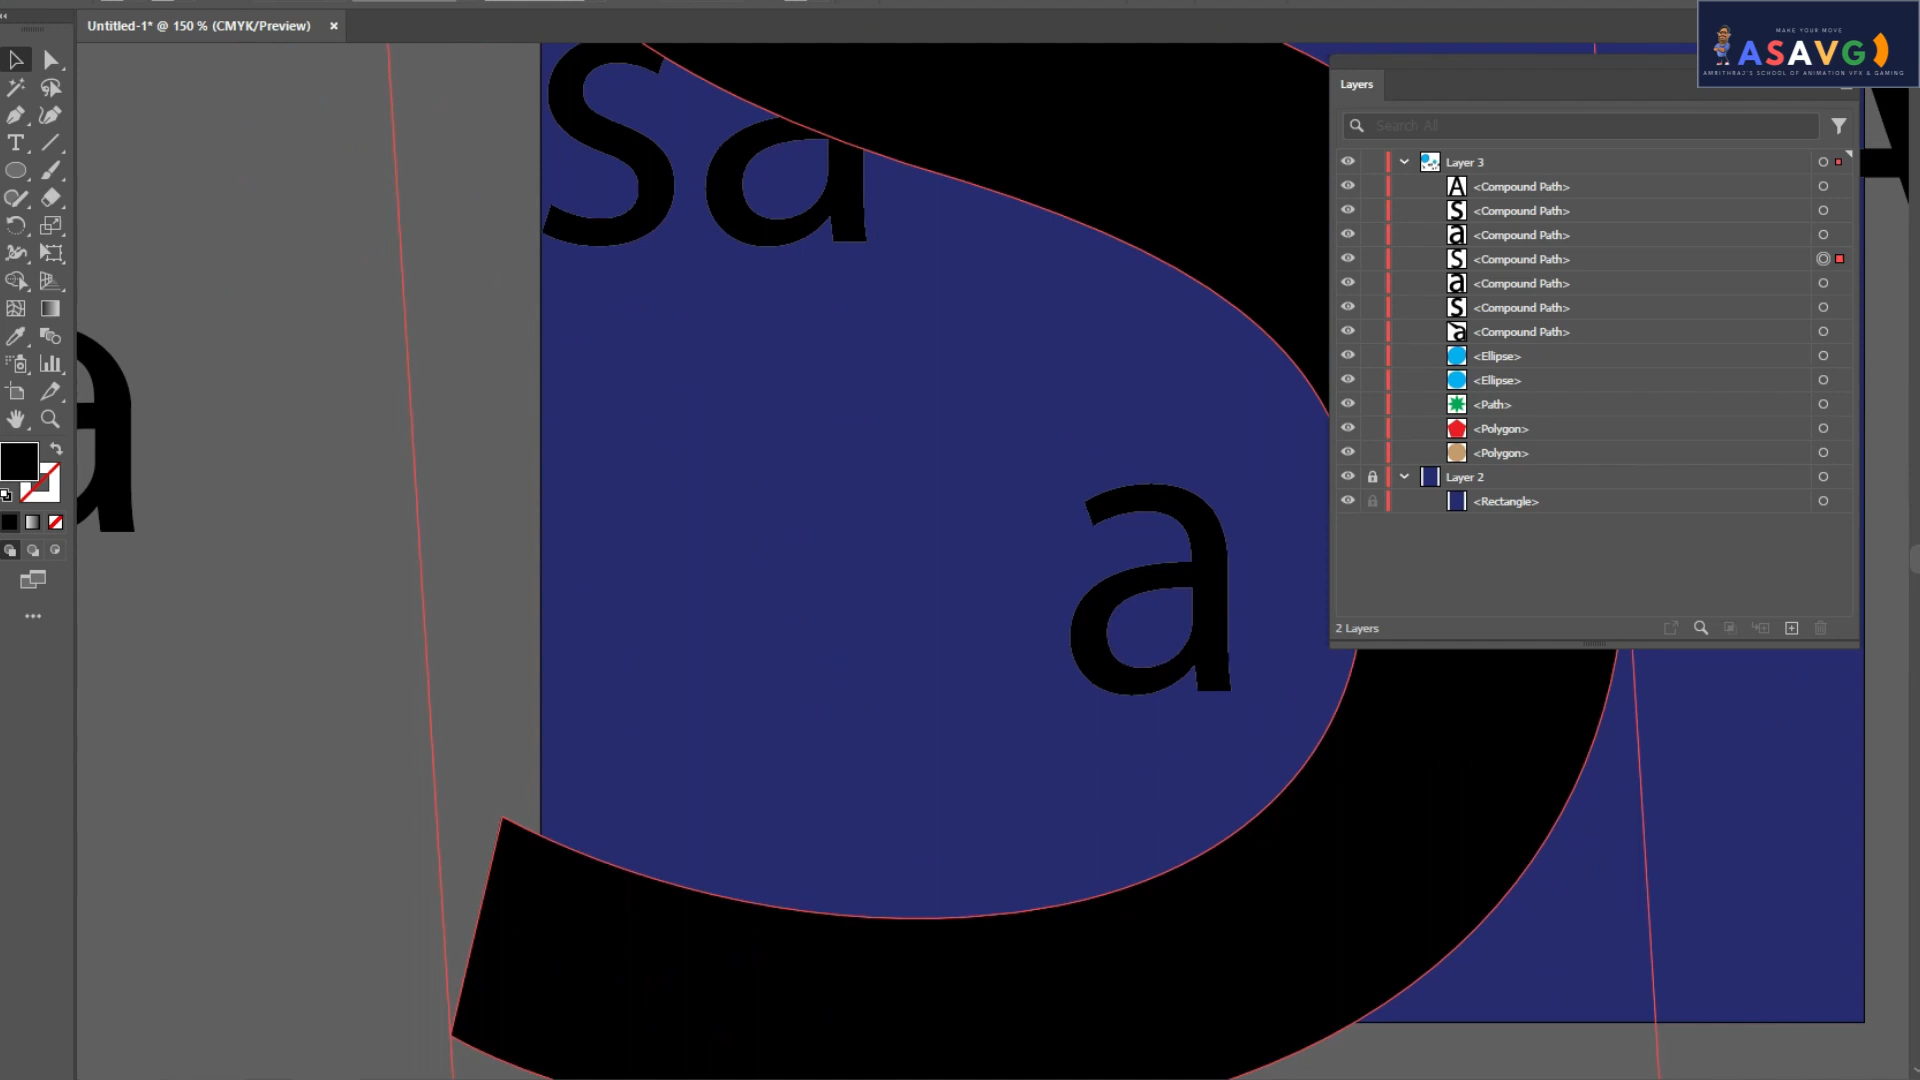 Untitled-1* @ 150 % (CMYK/Preview) ×
MAKE YOUR MOVE
ASAVG
AMRITHRAJ'S SCHOOL OF ANIMATION VFX & GAMING
Layers
Search All
Layer 3
<Compound Path>
<Compound Path>
<Compound Path>
<Compound Path>
<Compound Path>
<Compound Path>
<Compound Path>
<Ellipse>
<Ellipse>
<Path>
<Polygon>
<Polygon>
Layer 2
<Rectangle>
2 Layers
sa
a
a
s